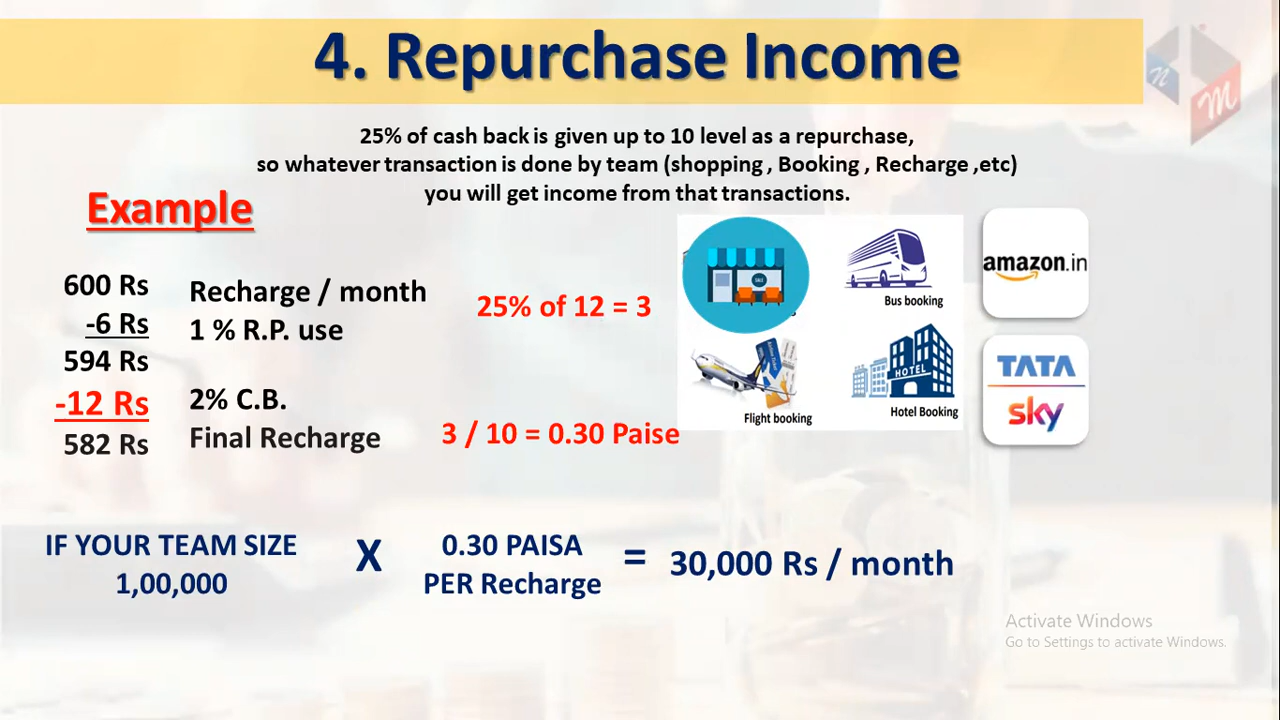 4. Repurchase Income
n
M
25% of cash back is given up to 10 level as a repurchase,
so whatever transaction is done by team (shopping , Booking , Recharge ,etc)
you will get income from that transactions.
Example
600 Rs
Recharge / month
-6 Rs
1 % R.P. use
594 Rs
-12 Rs
2% C.B.
582 Rs
Final Recharge
25% of 12 = 3
3 / 10 = 0.30 Paise
SALE
Bus booking
Flight booking
HOTEL
Hotel Booking
amazon.in
TATA
sky
IF YOUR TEAM SIZE
1,00,000
X
0.30 PAISA
PER Recharge
=
30,000 Rs / month
Activate Windows
Go to Settings to activate Windows.